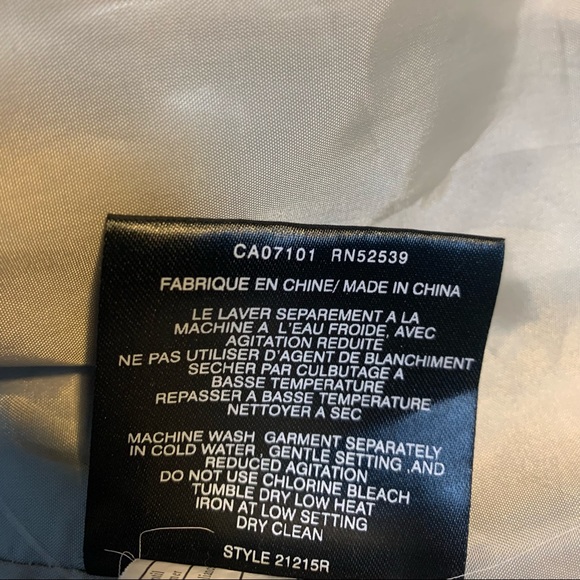 CA07101 RN52539
FABRIQUE EN CHINE/ MADE IN CHINA
LE LAVER SEPAREMENT A LA
MACHINE A L'EAU FROIDE, AVEC
AGITATION REDUITE
NE PAS UTILISER D'AGENT DE BLANCHIMENT
SECHER PAR CULBUTAGE A
BASSE TEMPERATURE
REPASSER A BASSE TEMPERATURE
NETTOYER A SEC
MACHINE WASH GARMENT SEPARATELY
IN COLD WATER , GENTLE SETTING ,AND
REDUCED AGITATION
DO NOT USE CHLORINE BLEACH
TUMBLE DRY LOW HEAT
IRON AT LOW SETTING
DRY CLEAN
STYLE 21215R